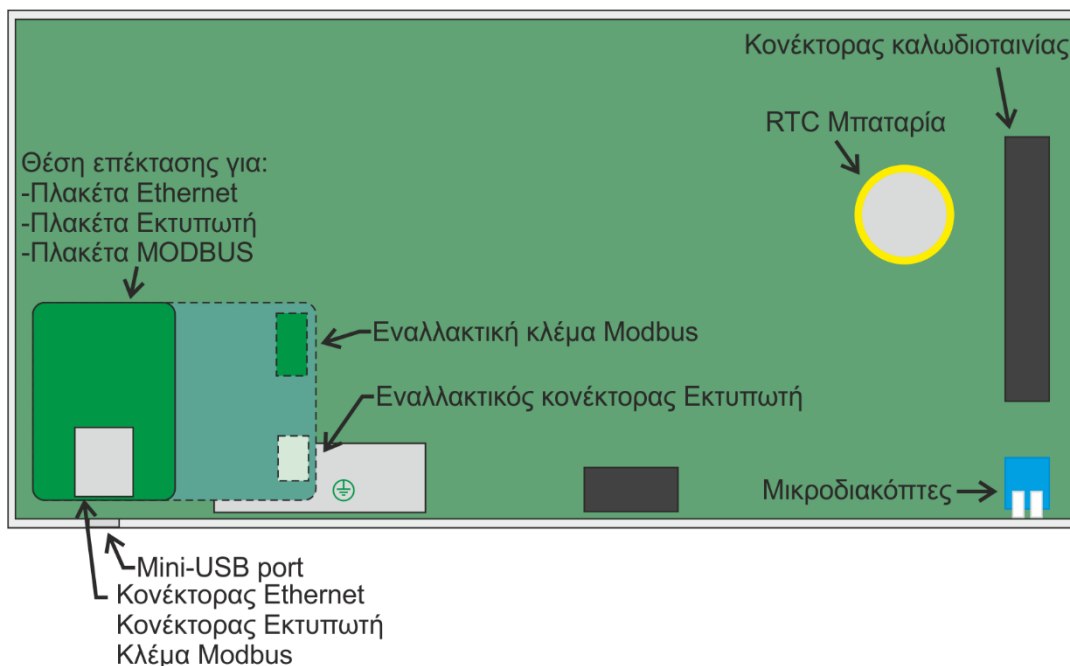 Κονέκτορας καλωδιοταινίας
RTC Μπαταρία
Θέση επέκτασης για:
-Πλακέτα Ethernet
-Πλακέτα Εκτυπωτή
-Πλακέτα MODBUS
Εναλλακτική κλέμα Modbus
Εναλλακτικός κονέκτορας Εκτυπωτή
Μικροδιακόπτες
Mini-USB port
Κονέκτορας Ethernet
Κονέκτορας Εκτυπωτή
Κλέμα Modbus